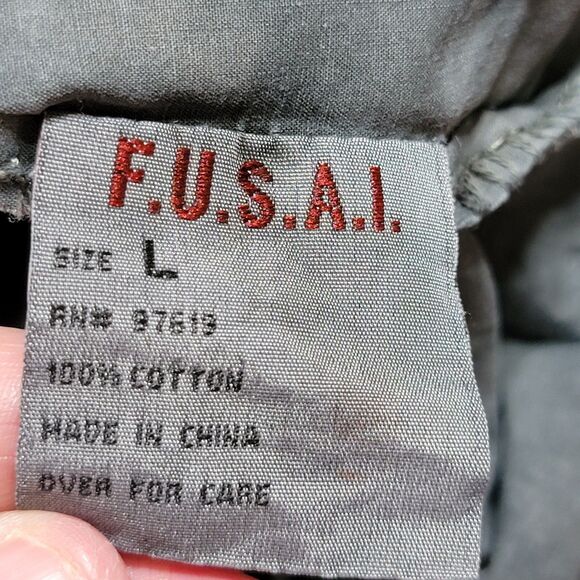 F.U.S.A.I.
SIZE L
RN# 97619
100% COTTON
MADE IN CHINA
OVER FOR CARE